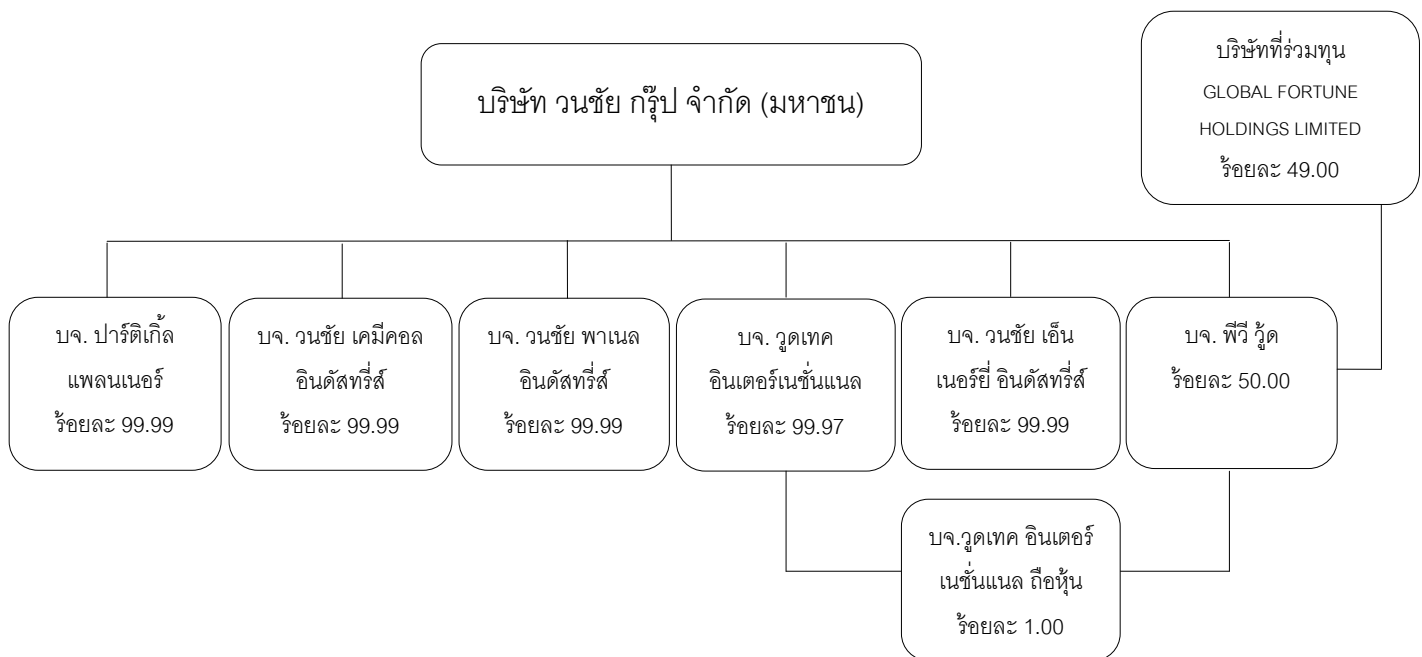 บริษัทที่ร่วมทุน
GLOBAL FORTUNE
HOLDINGS LIMITED
ร้อยละ 49.00
บริษัท วนชัย กรุ๊ป จำกัด (มหาชน)
บจ. ปาร์ติเกิ้ล
แพลนเนอร์
ร้อยละ 99.99
บจ. วนชัย เคมีคอล
อินดัสทรี่ส์
ร้อยละ 99.99
บจ. วนชัย พาเนล
อินดัสทรี่ส์
ร้อยละ 99.99
บจ. วูดเทค
อินเตอร์เนชั่นแนล
ร้อยละ 99.97
บจ. วนชัย เอ็น
เนอร์ยี่ อินดัสทรี่ส์
ร้อยละ 99.99
บจ. พีวี วู้ด
ร้อยละ 50.00
บจ.วูดเทค อินเตอร์
เนชั่นแนล ถือหุ้น
ร้อยละ 1.00